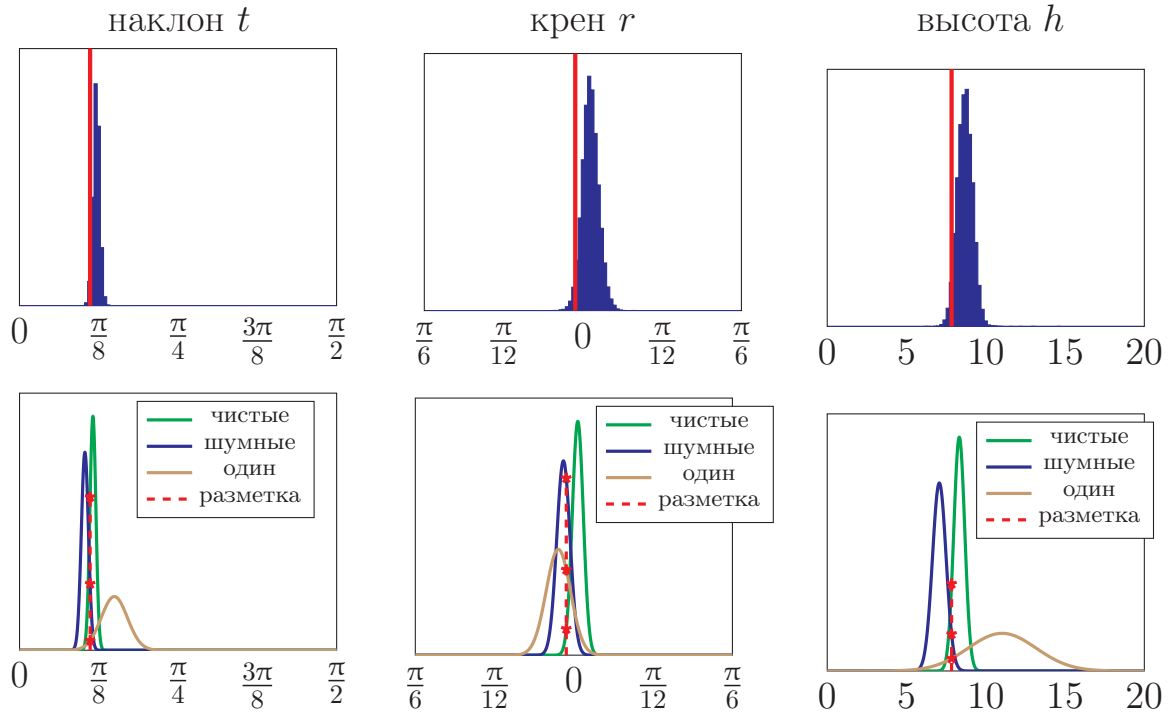 наклон t
крен r
высота h
0 π/8 π/4 3π/8 π/2
π/6 π/12 0 π/12 π/6
0 5 10 15 20
чистые
шумные
один
разметка
0 π/8 π/4 3π/8 π/2
чистые
шумные
один
разметка
π/6 π/12 0 π/12 π/6
чистые
шумные
один
разметка
0 5 10 15 20